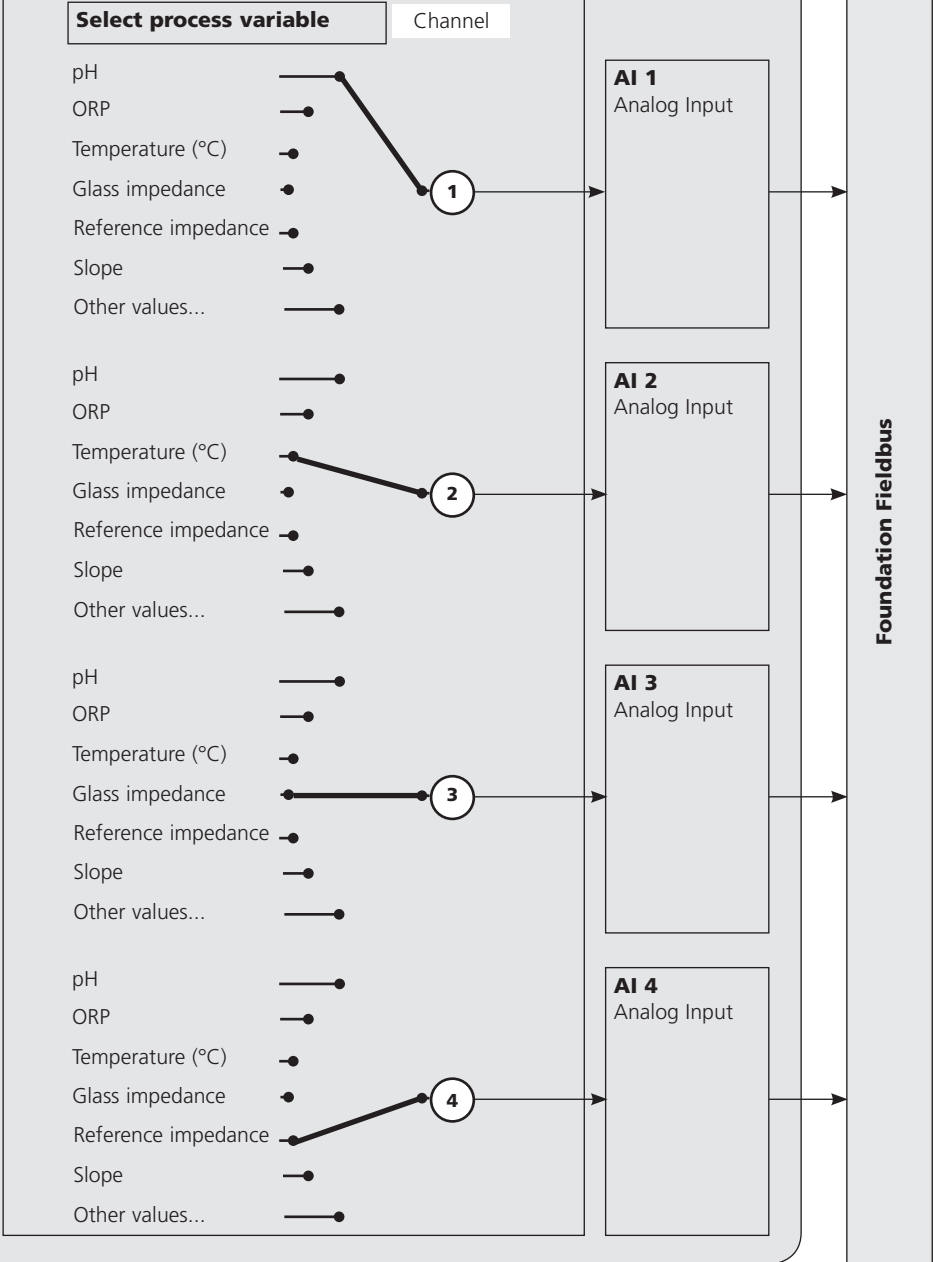 Select process variable
Channel
pH
ORP
Temperature (°C)
Glass impedance
Reference impedance
Slope
Other values...
1
AI 1
Analog Input
pH
ORP
Temperature (°C)
Glass impedance
Reference impedance
Slope
Other values...
2
AI 2
Analog Input
pH
ORP
Temperature (°C)
Glass impedance
Reference impedance
Slope
Other values...
3
AI 3
Analog Input
pH
ORP
Temperature (°C)
Glass impedance
Reference impedance
Slope
Other values...
4
AI 4
Analog Input
Foundation Fieldbus